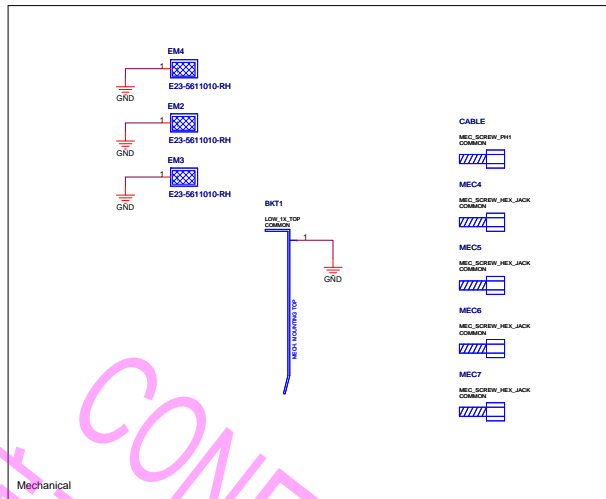 EM4
1
E23-5611010-RH
GND
EM2
1
E23-5611010-RH
GND
EM3
1
E23-5611010-RH
GND
BKT1
LOW_1X_TOP
COMMON
1
GND
MECH. MOUNTING TOP
CABLE
MEC_SCREW_PH1
COMMON
MEC4
MEC_SCREW_HEX_JACK
COMMON
MEC5
MEC_SCREW_HEX_JACK
COMMON
MEC6
MEC_SCREW_HEX_JACK
COMMON
MEC7
MEC_SCREW_HEX_JACK
COMMON
Mechanical